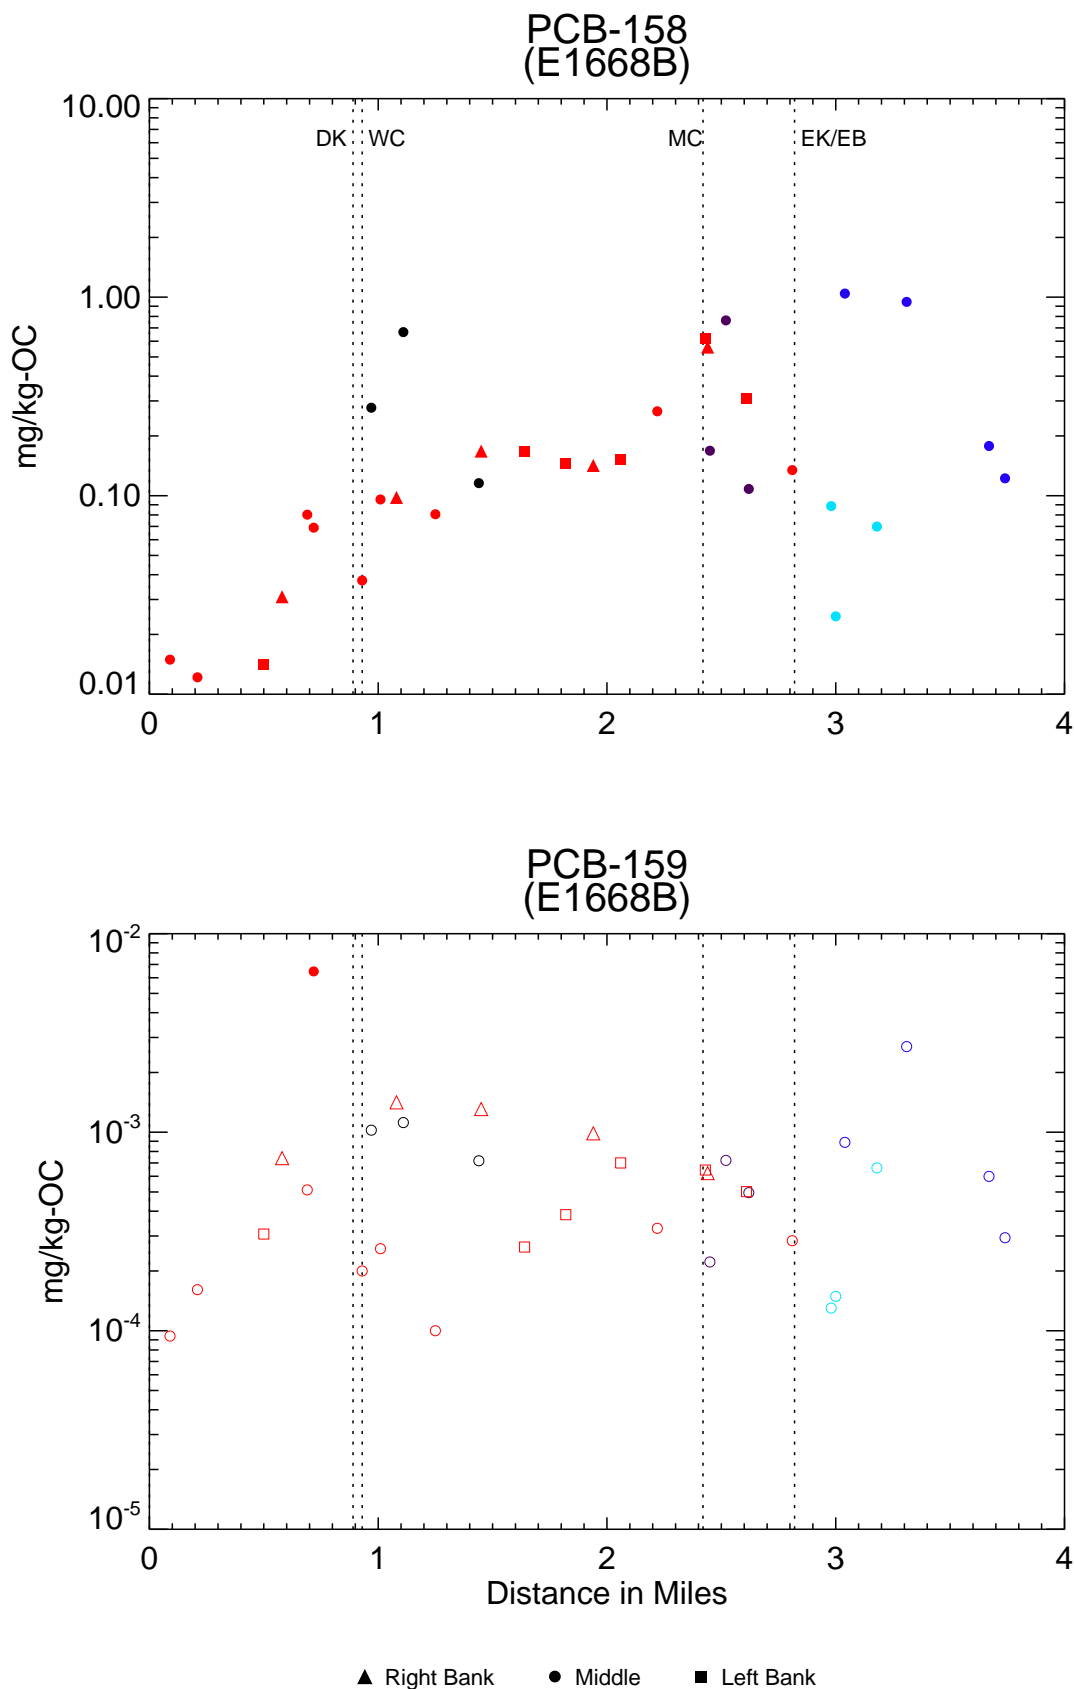 PCB-158
(E1668B)
10.00
DK WC MC EK/EB
1.00
mg/kg-OC
0.10
0.01
0 1 2 3 4
PCB-159
(E1668B)
10-2
10-3
mg/kg-OC
10-4
10-5
0 1 2 3 4
Distance in Miles
Right Bank Middle Left Bank